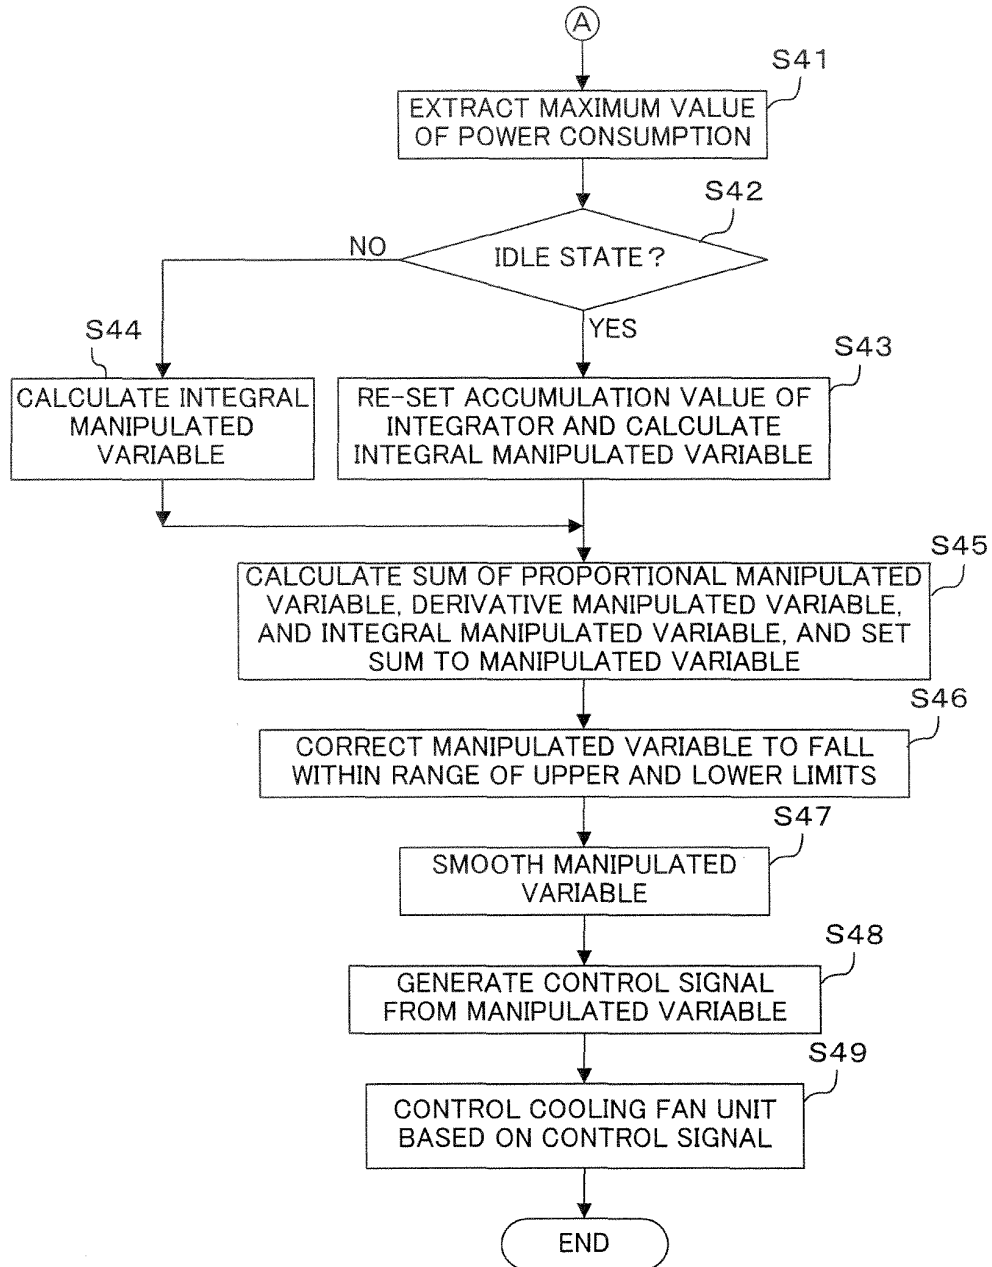 A
S41
EXTRACT MAXIMUM VALUE
OF POWER CONSUMPTION
S42
IDLE STATE?
NO
YES
S44
CALCULATE INTEGRAL
MANIPULATED
VARIABLE
S43
RE-SET ACCUMULATION VALUE OF
INTEGRATOR AND CALCULATE
INTEGRAL MANIPULATED VARIABLE
S45
CALCULATE SUM OF PROPORTIONAL MANIPULATED
VARIABLE, DERIVATIVE MANIPULATED VARIABLE,
AND INTEGRAL MANIPULATED VARIABLE, AND SET
SUM TO MANIPULATED VARIABLE
S46
CORRECT MANIPULATED VARIABLE TO FALL
WITHIN RANGE OF UPPER AND LOWER LIMITS
S47
SMOOTH MANIPULATED
VARIABLE
S48
GENERATE CONTROL SIGNAL
FROM MANIPULATED VARIABLE
S49
CONTROL COOLING FAN UNIT
BASED ON CONTROL SIGNAL
END